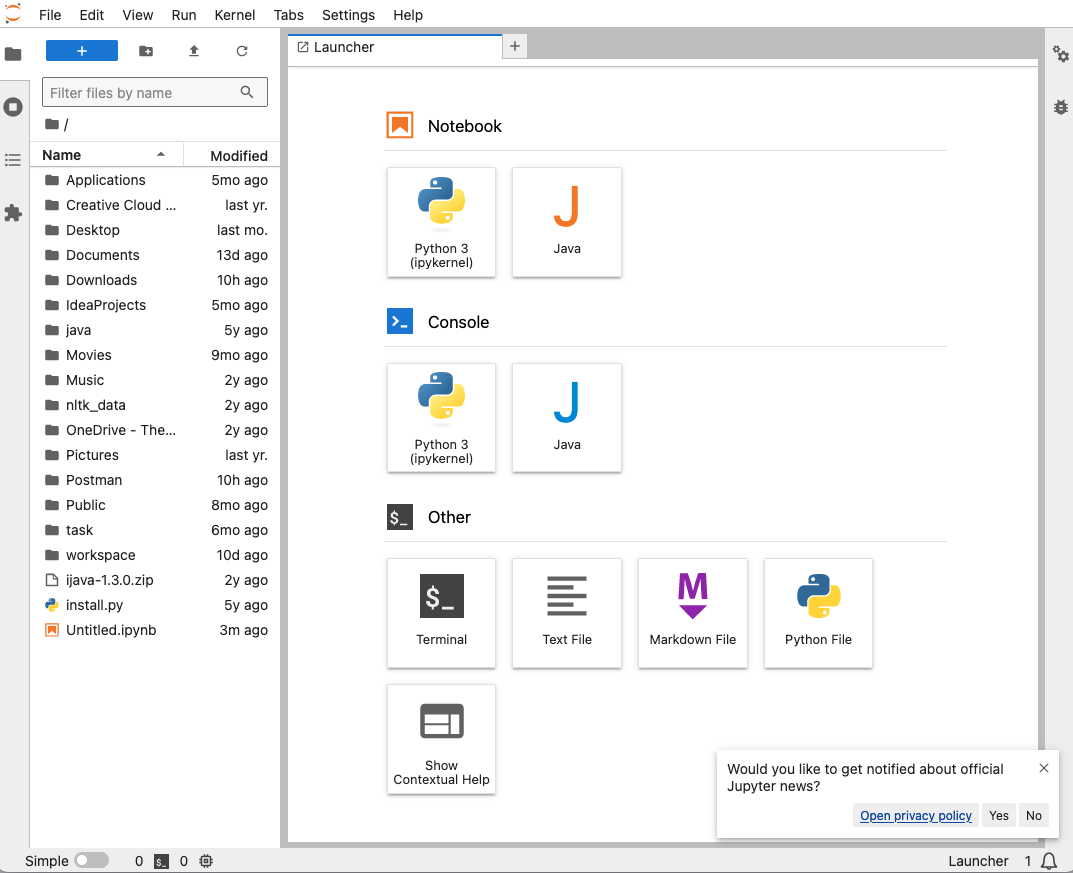 File Edit View Run Kernel Tabs Settings Help
+
Launcher
+
Filter files by name
/
Name Modified
Applications 5mo ago
Creative Cloud ... last yr.
Desktop last mo.
Documents 13d ago
Downloads 10h ago
IdeaProjects 5mo ago
java 5y ago
Movies 9mo ago
Music 2y ago
nltk_data 2y ago
OneDrive - The... 2y ago
Pictures last yr.
Postman 10h ago
Public 8mo ago
task 6mo ago
workspace 10d ago
ijava-1.3.0.zip 2y ago
install.py 5y ago
Untitled.ipynb 3m ago
Notebook
Python 3
(ipykernel)
J
Java
Console
Python 3
(ipykernel)
J
Java
$_ Other
$_
Terminal
Text File
M
Markdown File
Python File
Show
Contextual Help
Would you like to get notified about official
Jupyter news?
Open privacy policy Yes No
Simple 0 $_ 0 Launcher 1